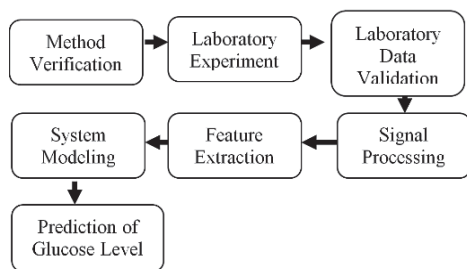 Method
Verification
Laboratory
Experiment
Laboratory
Data
Validation
Signal
Processing
Feature
Extraction
System
Modeling
Prediction of
Glucose Level